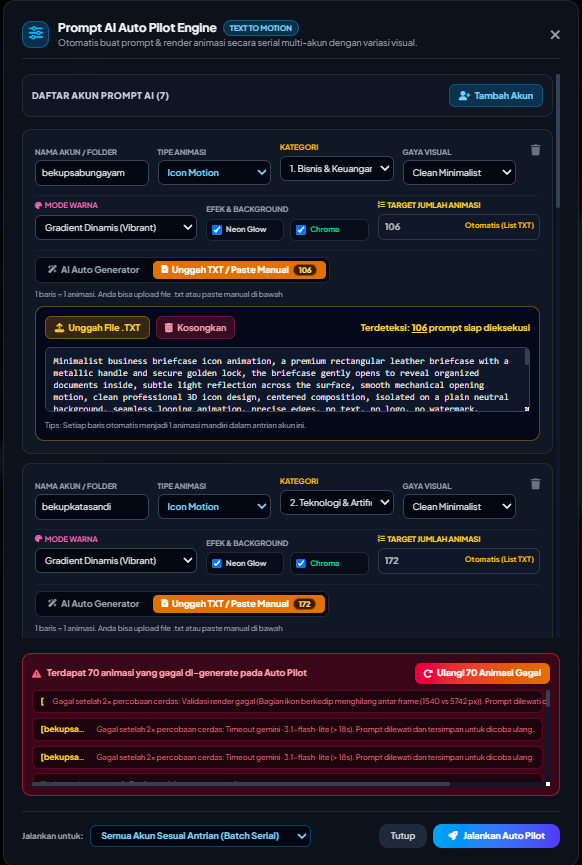 Prompt AI Auto Pilot Engine TEXT TO MOTION
Otomatis buat prompt & render animasi secara serial multi-akun dengan variasi visual.
DAFTAR AKUN PROMPT AI (7)
Tambah Akun
NAMA AKUN / FOLDER TIPE ANIMASI KATEGORI GAYA VISUAL
bekupsabungayam Icon Motion 1. Bisnis & Keuangan Clean Minimalist
MODE WARNA EFEK & BACKGROUND TARGET JUMLAH ANIMASI
Gradient Dinamis (Vibrant) Neon Glow Chroma 106 Otomatis (List TXT)
AI Auto Generator Unggah TXT / Paste Manual 106
1 baris = 1 animasi. Anda bisa upload file .txt atau paste manual di bawah
Unggah File .TXT Kosongkan Terdeteksi: 106 prompt siap dieksekusi
Minimalist business briefcase icon animation, a premium rectangular leather briefcase with a
metallic handle and secure golden lock, the briefcase gently opens to reveal organized
documents inside, subtle light reflection across the surface, smooth mechanical opening
motion, clean professional 3D icon design, centered composition, isolated on a plain neutral
background, seamless looping animation, precise edges, no text, no logo, no watermark.
Tips: Setiap baris otomatis menjadi 1 animasi mandiri dalam antrian akun ini.
NAMA AKUN / FOLDER TIPE ANIMASI KATEGORI GAYA VISUAL
bekupkatasandi Icon Motion 2. Teknologi & Artifi Clean Minimalist
MODE WARNA EFEK & BACKGROUND TARGET JUMLAH ANIMASI
Gradient Dinamis (Vibrant) Neon Glow Chroma 172 Otomatis (List TXT)
AI Auto Generator Unggah TXT / Paste Manual 172
1 baris = 1 animasi. Anda bisa upload file .txt atau paste manual di bawah
Terdapat 70 animasi yang gagal di-generate pada Auto Pilot
Ulangi 70 Animasi Gagal
[ Gagal setelah 2x percobaan cerdas: Validasi render gagal (Bagian ikon berkedip menghilang antar frame (1540 vs 5742 px)). Prompt dilewati
[bekupsa... Gagal setelah 2x percobaan cerdas: Timeout gemini-3.1-flash-lite (> 18s). Prompt dilewati dan tersimpan untuk dicoba ulang.
[bekupsa... Gagal setelah 2x percobaan cerdas: Timeout gemini-3.1-flash-lite (> 18s). Prompt dilewati dan tersimpan untuk dicoba ulang.
Jalankan untuk: Semua Akun Sesuai Antrian (Batch Serial) Tutup Jalankan Auto Pilot